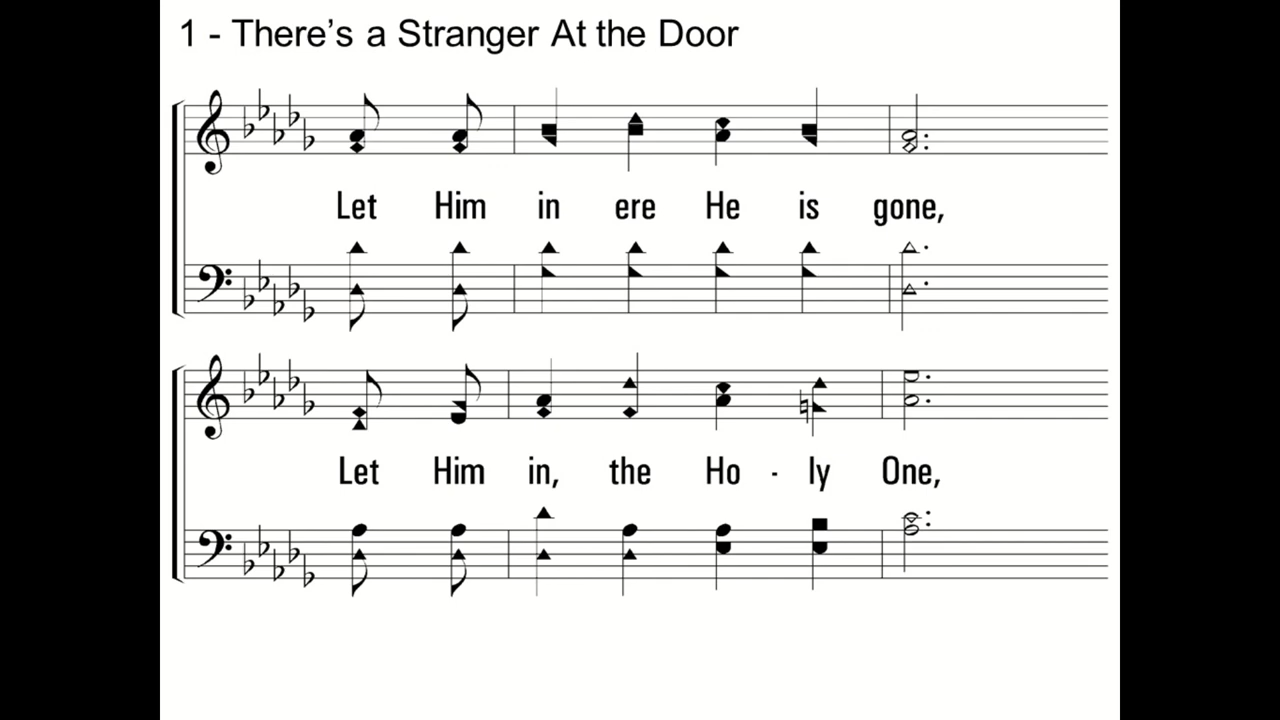 1 - There’s a Stranger At the Door
Let Him in ere He is gone,
Let Him in, the Ho - ly One,